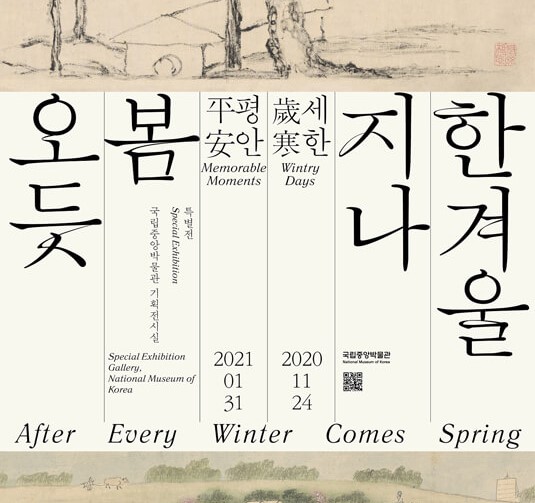 한겨울
지나
歲세
寒한
Wintry
Days
平평
安안
Memorable
Moments
봄
오듯
특별전
Special Exhibition
국립중앙박물관 기획전시실
Special Exhibition
Gallery,
National Museum of
Korea
2021
01
31
2020
11
24
국립중앙박물관
National Museum of Korea
After Every Winter Comes Spring